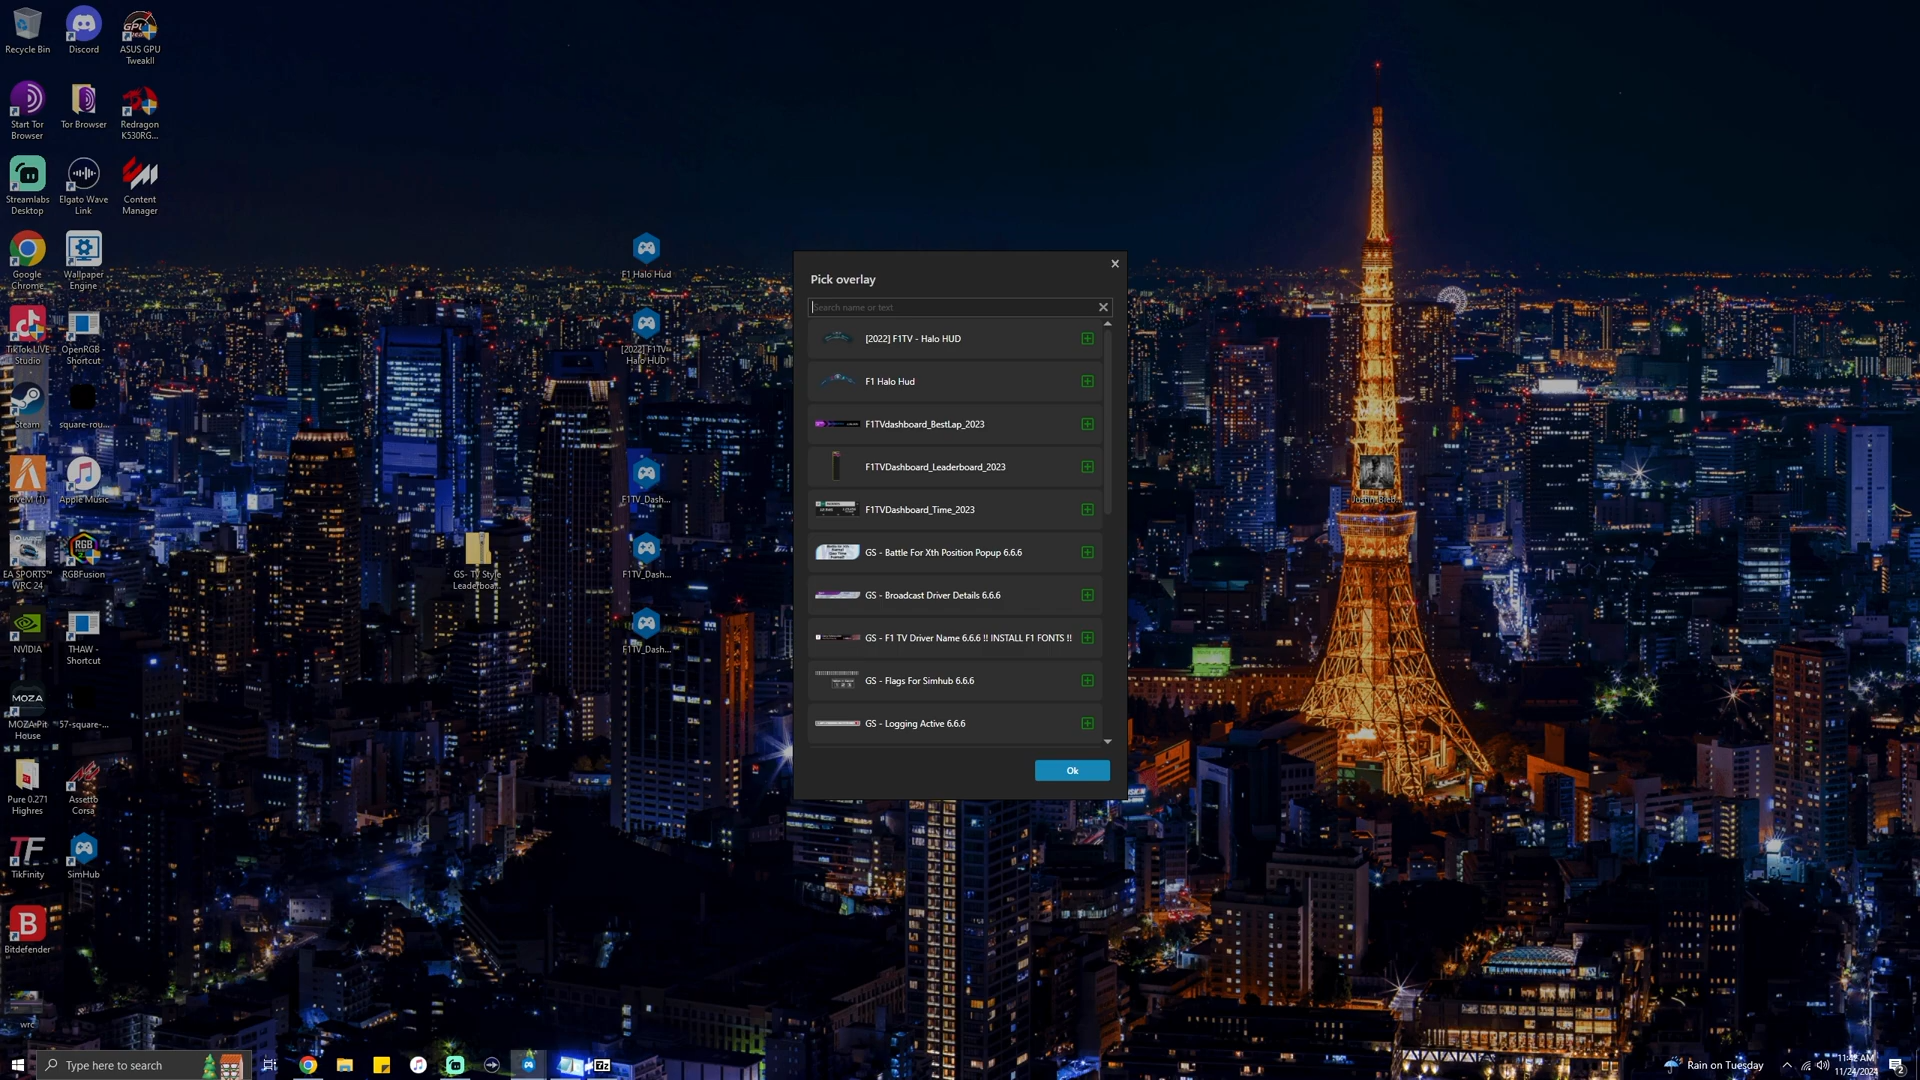 Recycle Bin
Discord
ASUS GPU
TweakII
Start Tor
Browser
Tor Browser
Redragon
K530RG...
Streamlabs
Desktop
Elgato Wave
Link
Content
Manager
Google
Chrome
Wallpaper
Engine
TikTok LIVE
Studio
OpenRGB -
Shortcut
Steam
square-rou...
FiveM (1)
Apple Music
EA SPORTS™
WRC 24
RGBFusion
NVIDIA
THAW -
Shortcut
MOZA
MOZA Pit
House
57-square-...
Pure 0.271
Highres
Assetto
Corsa
TikFinity
SimHub
Bitdefender
wrc
GS- TV Style
Leaderboa...
F1 Halo Hud
[2022] F1TV -
Halo HUD
F1TV_Dash...
F1TV_Dash...
F1TV_Dash...
Pick overlay
Search name or text
[2022] F1TV - Halo HUD
F1 Halo Hud
F1TVdashboard_BestLap_2023
F1TVDashboard_Leaderboard_2023
F1TVDashboard_Time_2023
GS - Battle For Xth Position Popup 6.6.6
GS - Broadcast Driver Details 6.6.6
GS - F1 TV Driver Name 6.6.6 !! INSTALL F1 FONTS !!
GS - Flags For Simhub 6.6.6
GS - Logging Active 6.6.6
Ok
Type here to search
Rain on Tuesday
11:42 AM
11/24/2024